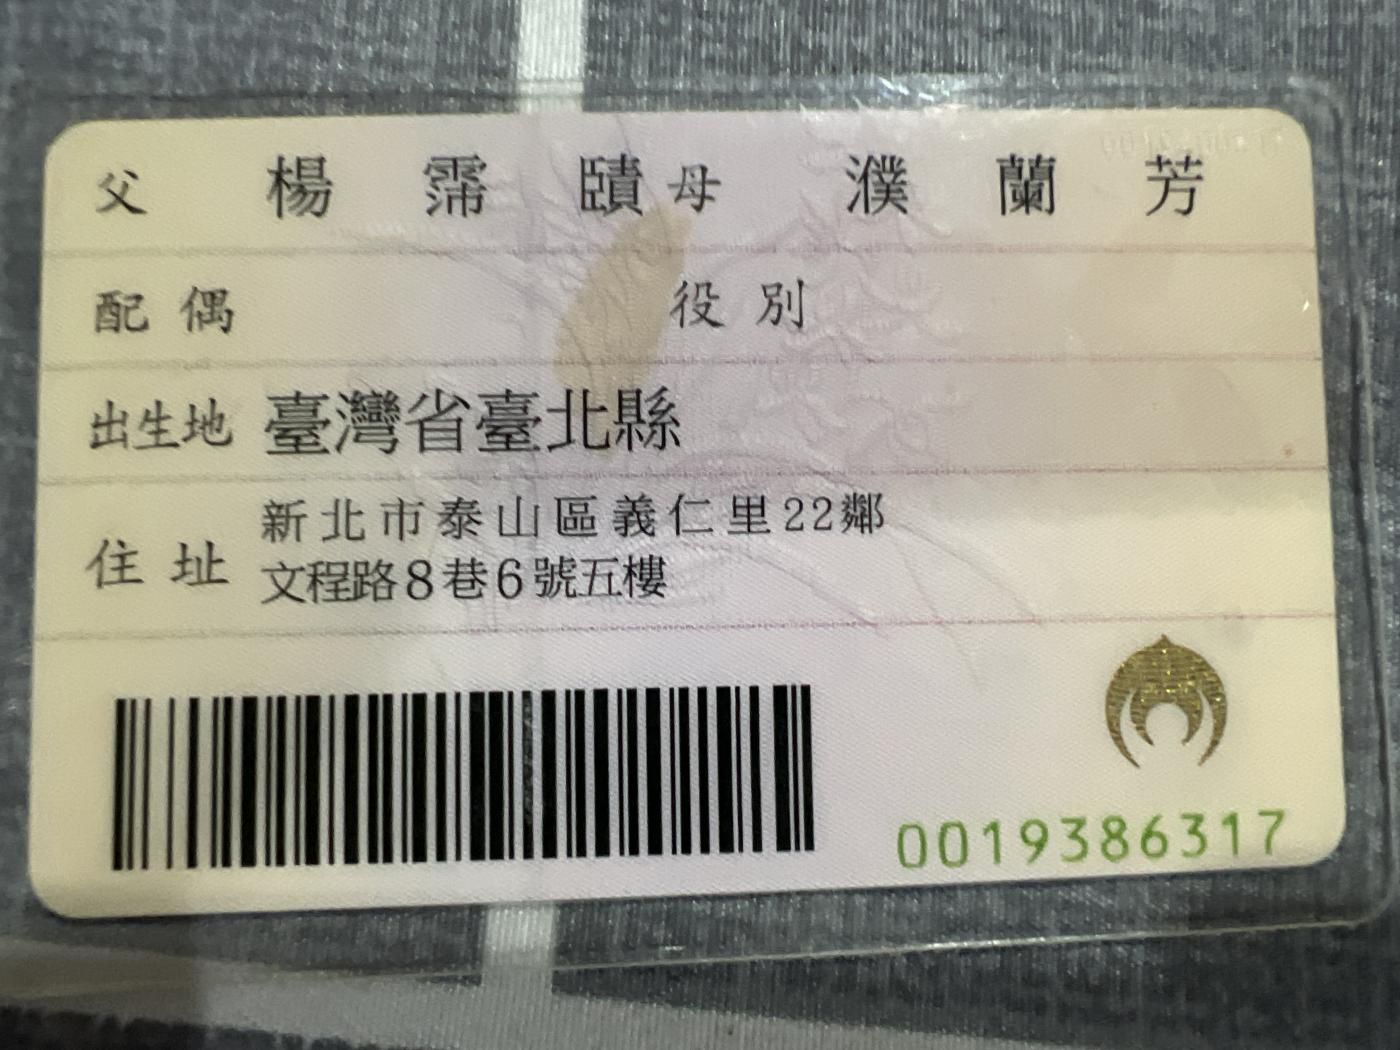 父 楊 霈 賾 母 濮 蘭 芳
配偶 役別
出生地 臺灣省臺北縣
住址 新北市泰山區義仁里22鄰
文程路8巷6號五樓
0019386317